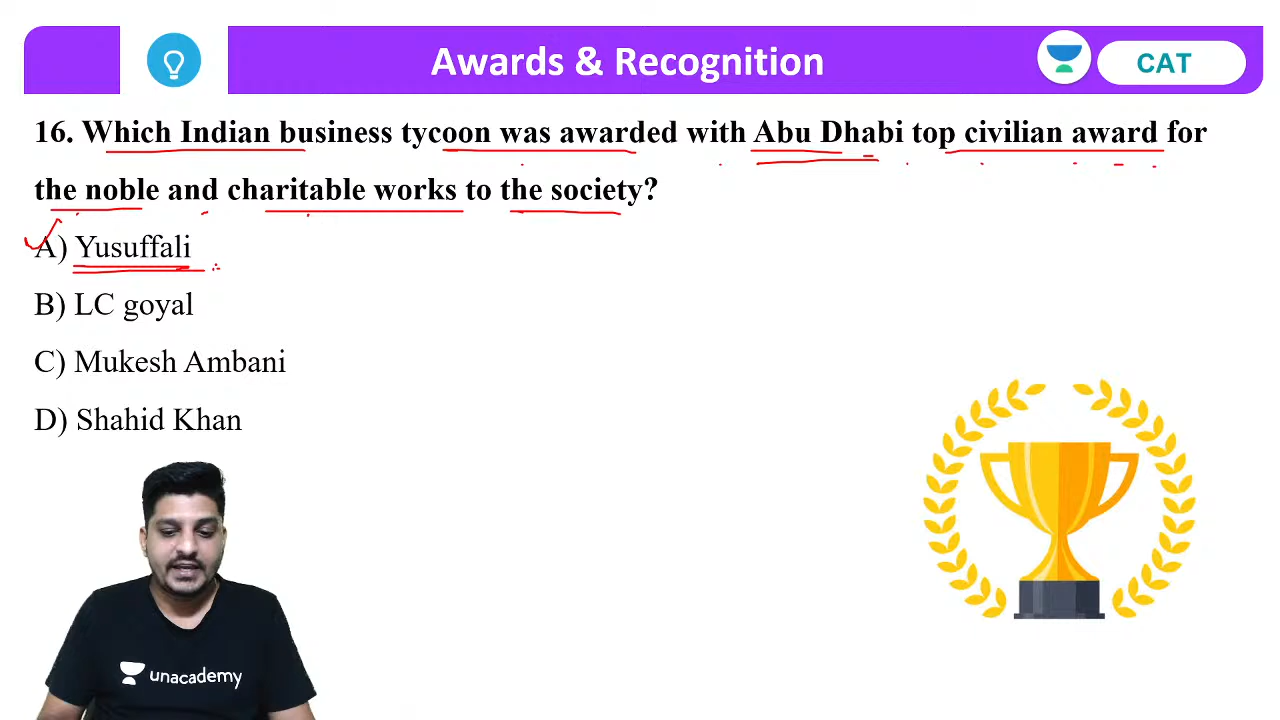 Awards & Recognition
CAT
16. Which Indian business tycoon was awarded with Abu Dhabi top civilian award for
the noble and charitable works to the society?
A) Yusuffali
B) LC goyal
C) Mukesh Ambani
D) Shahid Khan
unacademy